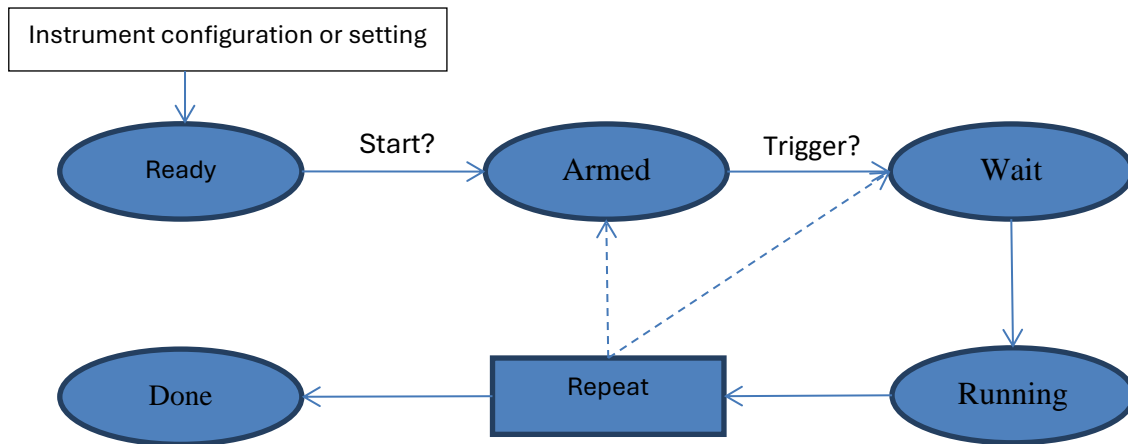 Instrument configuration or setting
Ready
Start?
Armed
Trigger?
Wait
Done
Repeat
Running